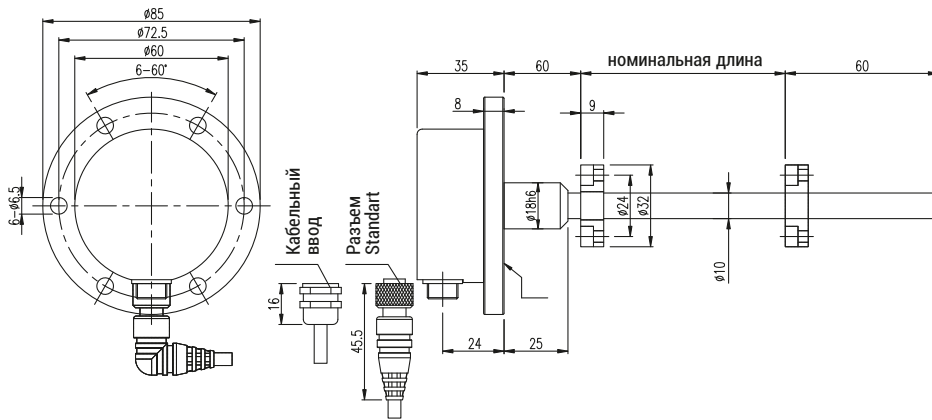 ø85
ø72.5
ø60
6-60°
6-ø6.5
Кабельный
ввод
16
Разъем
Standart
45.5
35
60
номинальная длина
60
8
9
ø18h6
ø24
ø32
ø10
24
25